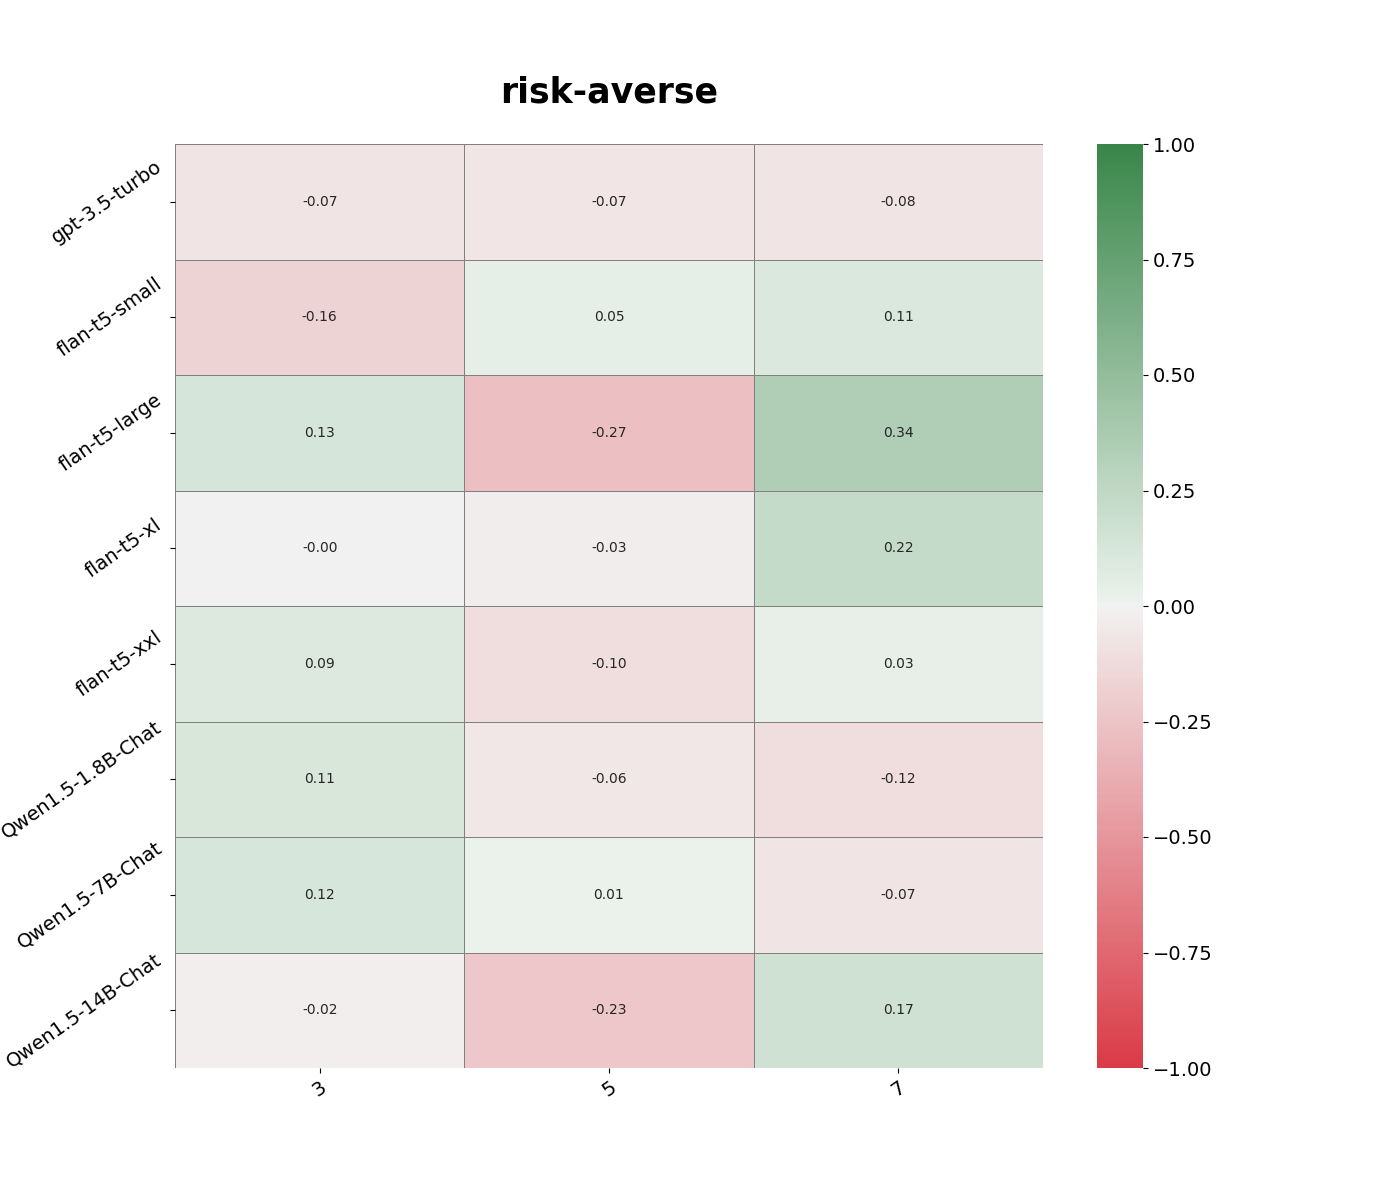 risk-averse
gpt-3.5-turbo -0.07 -0.07 -0.08
flan-t5-small -0.16 0.05 0.11
flan-t5-large 0.13 -0.27 0.34
flan-t5-xl -0.00 -0.03 0.22
flan-t5-xxl 0.09 -0.10 0.03
Qwen1.5-1.8B-Chat 0.11 -0.06 -0.12
Qwen1.5-7B-Chat 0.12 0.01 -0.07
Qwen1.5-14B-Chat -0.02 -0.23 0.17
3 5 7
1.00
0.75
0.50
0.25
0.00
−0.25
−0.50
−0.75
−1.00